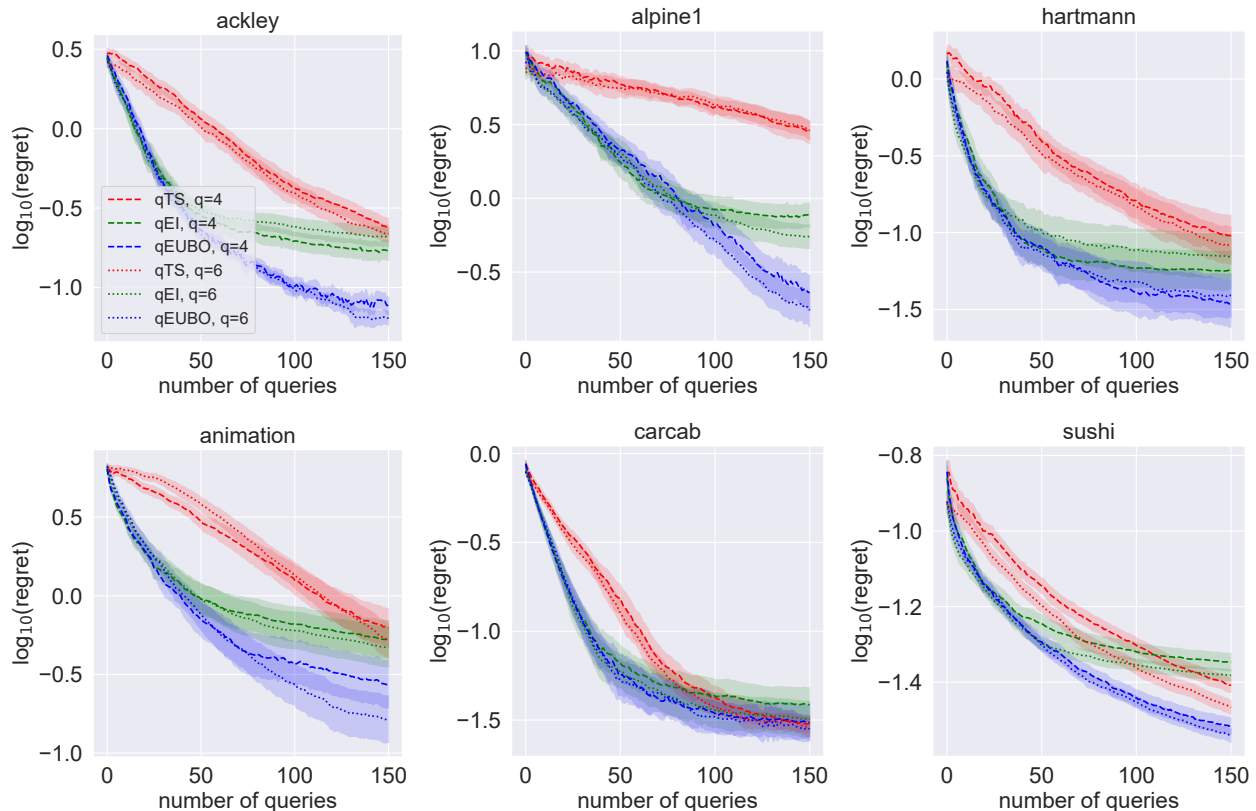 ackley
alpine1
hartmann
0.5
0.0
−0.5
−1.0
log10(regret)
qTS, q=4
qEI, q=4
qEUBO, q=4
qTS, q=6
qEI, q=6
qEUBO, q=6
0 50 100 150
number of queries
1.0
0.5
0.0
−0.5
log10(regret)
0 50 100 150
number of queries
0.0
−0.5
−1.0
−1.5
log10(regret)
0 50 100 150
number of queries
animation
carcab
sushi
0.5
0.0
−0.5
−1.0
log10(regret)
0 50 100 150
number of queries
0.0
−0.5
−1.0
−1.5
log10(regret)
0 50 100 150
number of queries
−0.8
−1.0
−1.2
−1.4
log10(regret)
0 50 100 150
number of queries